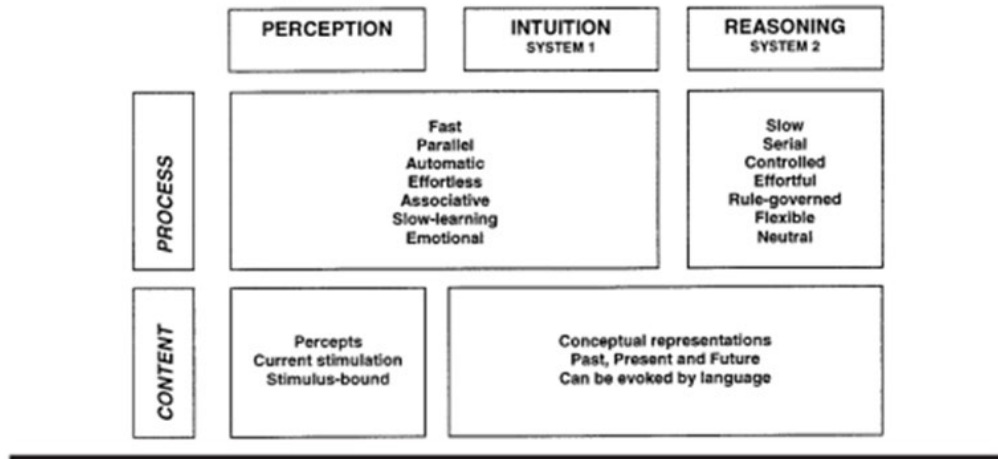 PERCEPTION
INTUITION
SYSTEM 1
REASONING
SYSTEM 2
PROCESS
Fast
Parallel
Automatic
Effortless
Associative
Slow-learning
Emotional
Slow
Serial
Controlled
Effortful
Rule-governed
Flexible
Neutral
CONTENT
Percepts
Current stimulation
Stimulus-bound
Conceptual representations
Past, Present and Future
Can be evoked by language